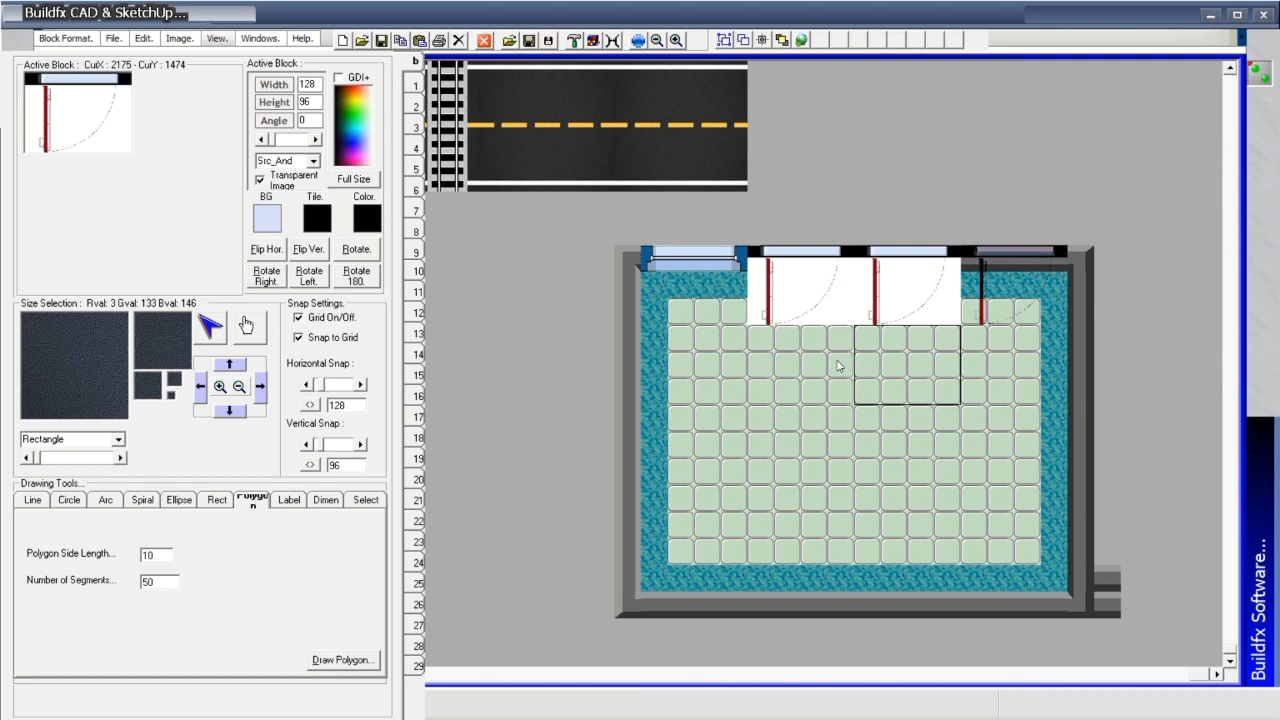 Buildfx CAD & SketchUp...
Block Format. File. Edit. Image. View. Windows. Help.
Active Block : CurX : 2175 - CurY : 1474
Active Block :
Width 128
GDI+
Height 96
Angle 0
Src_And
Transparent Image
Full Size
BG Tile. Color.
Flip Hor. Flip Ver. Rotate.
Rotate Right. Rotate Left. Rotate 180.
Size Selection : Rval: 3 Gval: 133 Bval: 146
Rectangle
Snap Settings.
Grid On/Off.
Snap to Grid
Horizontal Snap :
<> 128
Vertical Snap :
<> 96
Drawing Tools...
Line Circle Arc Spiral Ellipse Rect Polygon Label Dimen Select
Polygon Side Length... 10
Number of Segments... 50
Draw Polygon...
b
1
2
3
4
5
6
7
8
9
10
11
12
13
14
15
16
17
18
19
20
21
22
23
24
25
26
27
28
29
Buildfx Software...